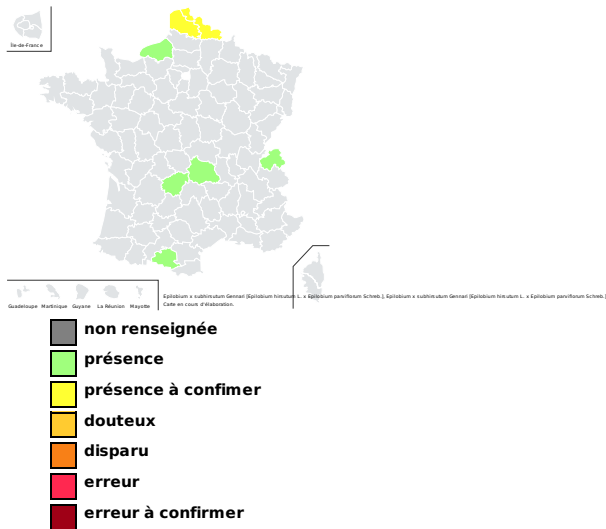 Île-de-France
Guadeloupe Martinique Guyane La Réunion Mayotte
Epilobium x subhirsutum Gennari [Epilobium hirsutum L. x Epilobium parviflorum Schreb.], Epilobium x subhirsutum Gennari [Epilobium hirsutum L. x Epilobium parviflorum Schreb.]
Carte en cours d'élaboration.
non renseignée
présence
présence à confimer
douteux
disparu
erreur
erreur à confirmer